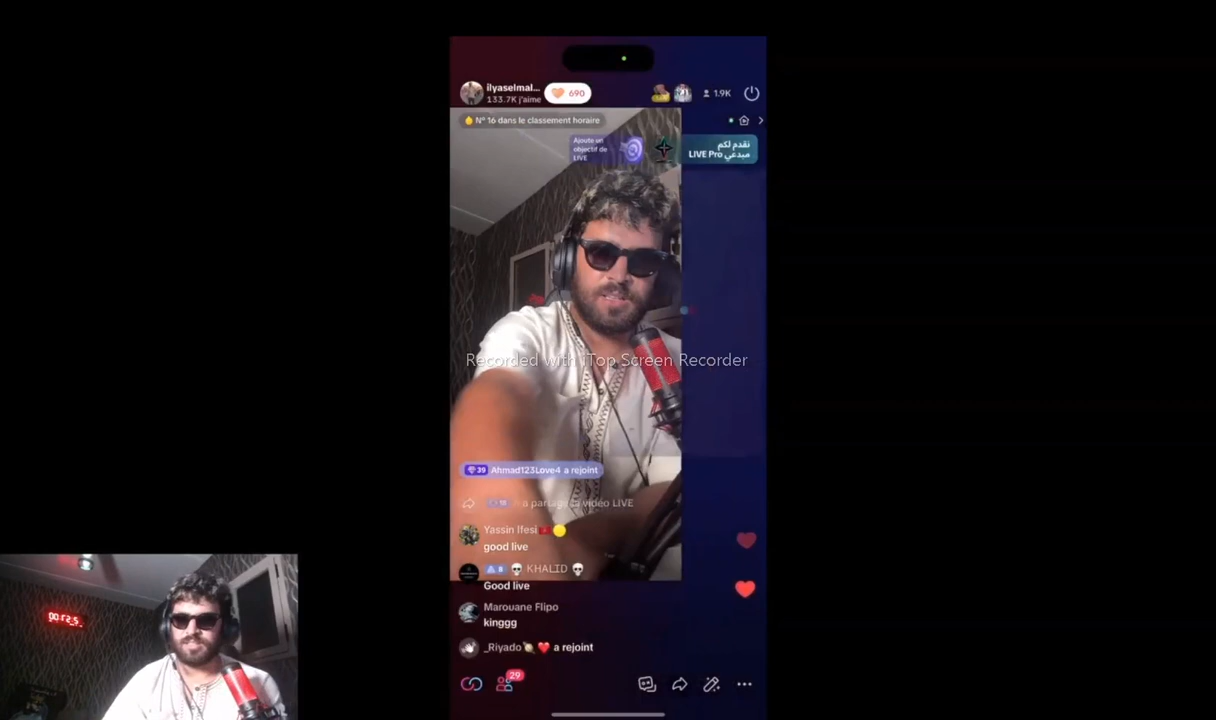 ilyaselmal...
133.7K j'aime
690
1.9K
N° 16 dans le classement horaire
Ajoute un
objectif de
LIVE
نقدم لكم
مبدعي LIVE Pro
Recorded with iTop Screen Recorder
39 Ahmad123Love4 a rejoint
a partagé la vidéo LIVE
Yassin Ifesi
good live
8 KHALID
Good live
Marouane Flipo
kinggg
_Riyado a rejoint
29